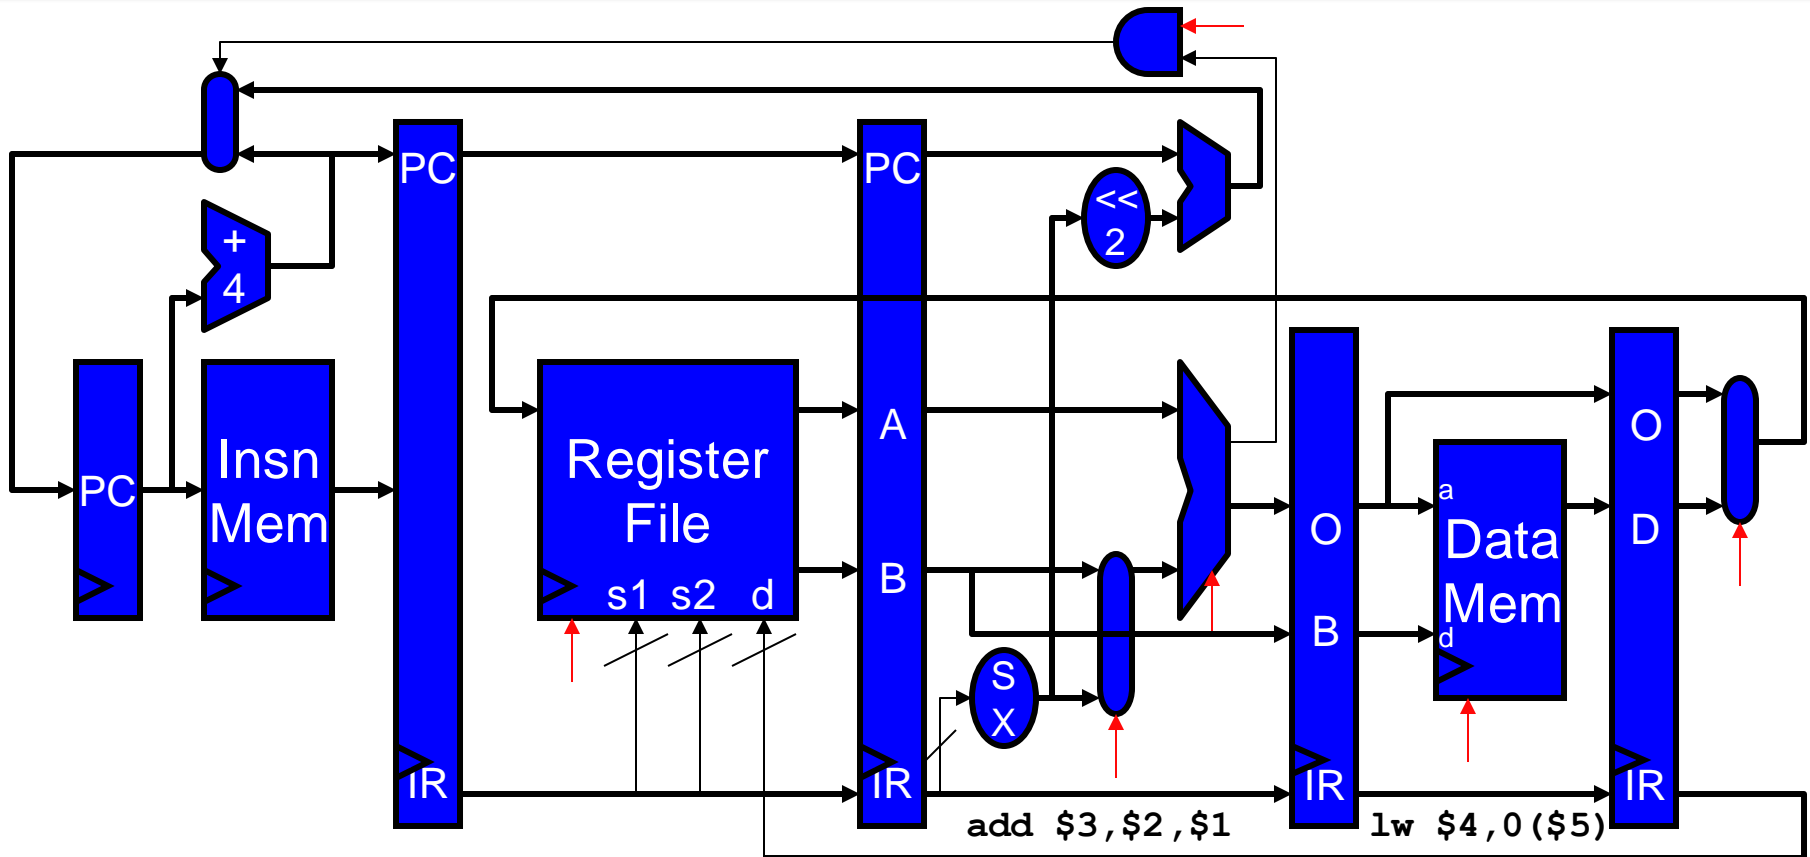 PC
PC
<<
2
+
4
A
O
Insn
Mem
Register
File
PC
a
O
D
Data
Mem
B
s1 s2 d
B
d
S
X
IR
IR
IR
IR
add $3,$2,$1
lw $4,0($5)